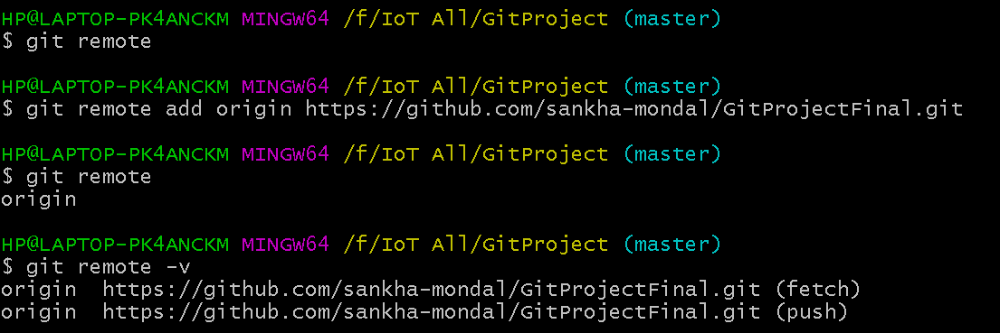 HP@LAPTOP-PK4ANCKM MINGW64 /f/IoT All/GitProject (master)
$ git remote
HP@LAPTOP-PK4ANCKM MINGW64 /f/IoT All/GitProject (master)
$ git remote add origin https://github.com/sankha-mondal/GitProjectFinal.git
HP@LAPTOP-PK4ANCKM MINGW64 /f/IoT All/GitProject (master)
$ git remote
origin
HP@LAPTOP-PK4ANCKM MINGW64 /f/IoT All/GitProject (master)
$ git remote -v
origin  https://github.com/sankha-mondal/GitProjectFinal.git (fetch)
origin  https://github.com/sankha-mondal/GitProjectFinal.git (push)